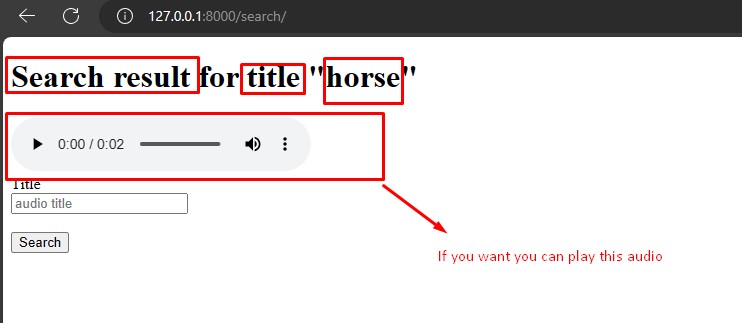 127.0.0.1:8000/search/
Search result for title "horse"
0:00 / 0:02
Title
audio title
Search
If you want you can play this audio